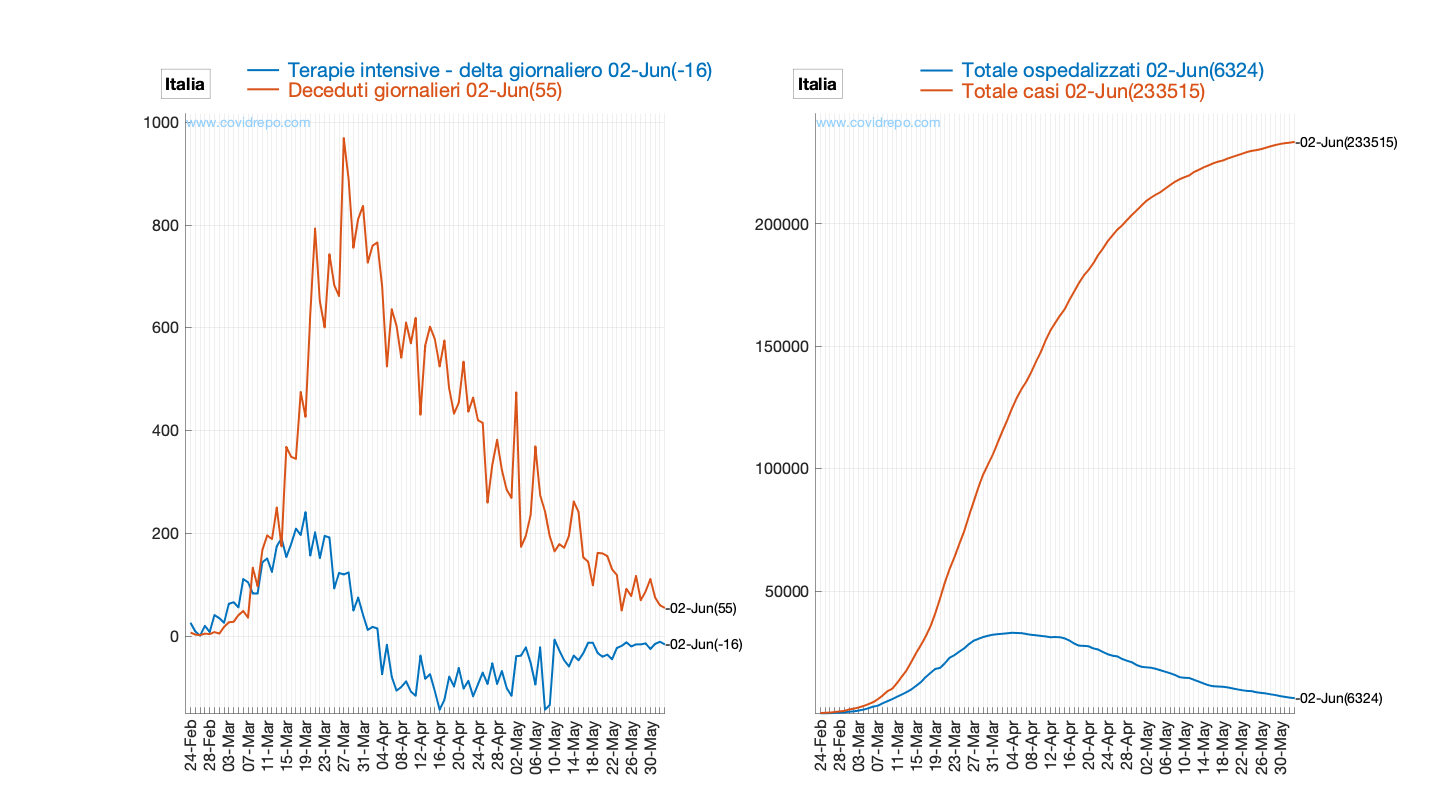 Italia
Terapie intensive - delta giornaliero 02-Jun(-16)
Deceduti giornalieri 02-Jun(55)
www.covidrepo.com
1000
800
600
400
200
0
-02-Jun(55)
-02-Jun(-16)
24-Feb
28-Feb
03-Mar
07-Mar
11-Mar
15-Mar
19-Mar
23-Mar
27-Mar
31-Mar
04-Apr
08-Apr
12-Apr
16-Apr
20-Apr
24-Apr
28-Apr
02-May
06-May
10-May
14-May
18-May
22-May
26-May
30-May
Italia
Totale ospedalizzati 02-Jun(6324)
Totale casi 02-Jun(233515)
www.covidrepo.com
-02-Jun(233515)
200000
150000
100000
50000
-02-Jun(6324)
24-Feb
28-Feb
03-Mar
07-Mar
11-Mar
15-Mar
19-Mar
23-Mar
27-Mar
31-Mar
04-Apr
08-Apr
12-Apr
16-Apr
20-Apr
24-Apr
28-Apr
02-May
06-May
10-May
14-May
18-May
22-May
26-May
30-May